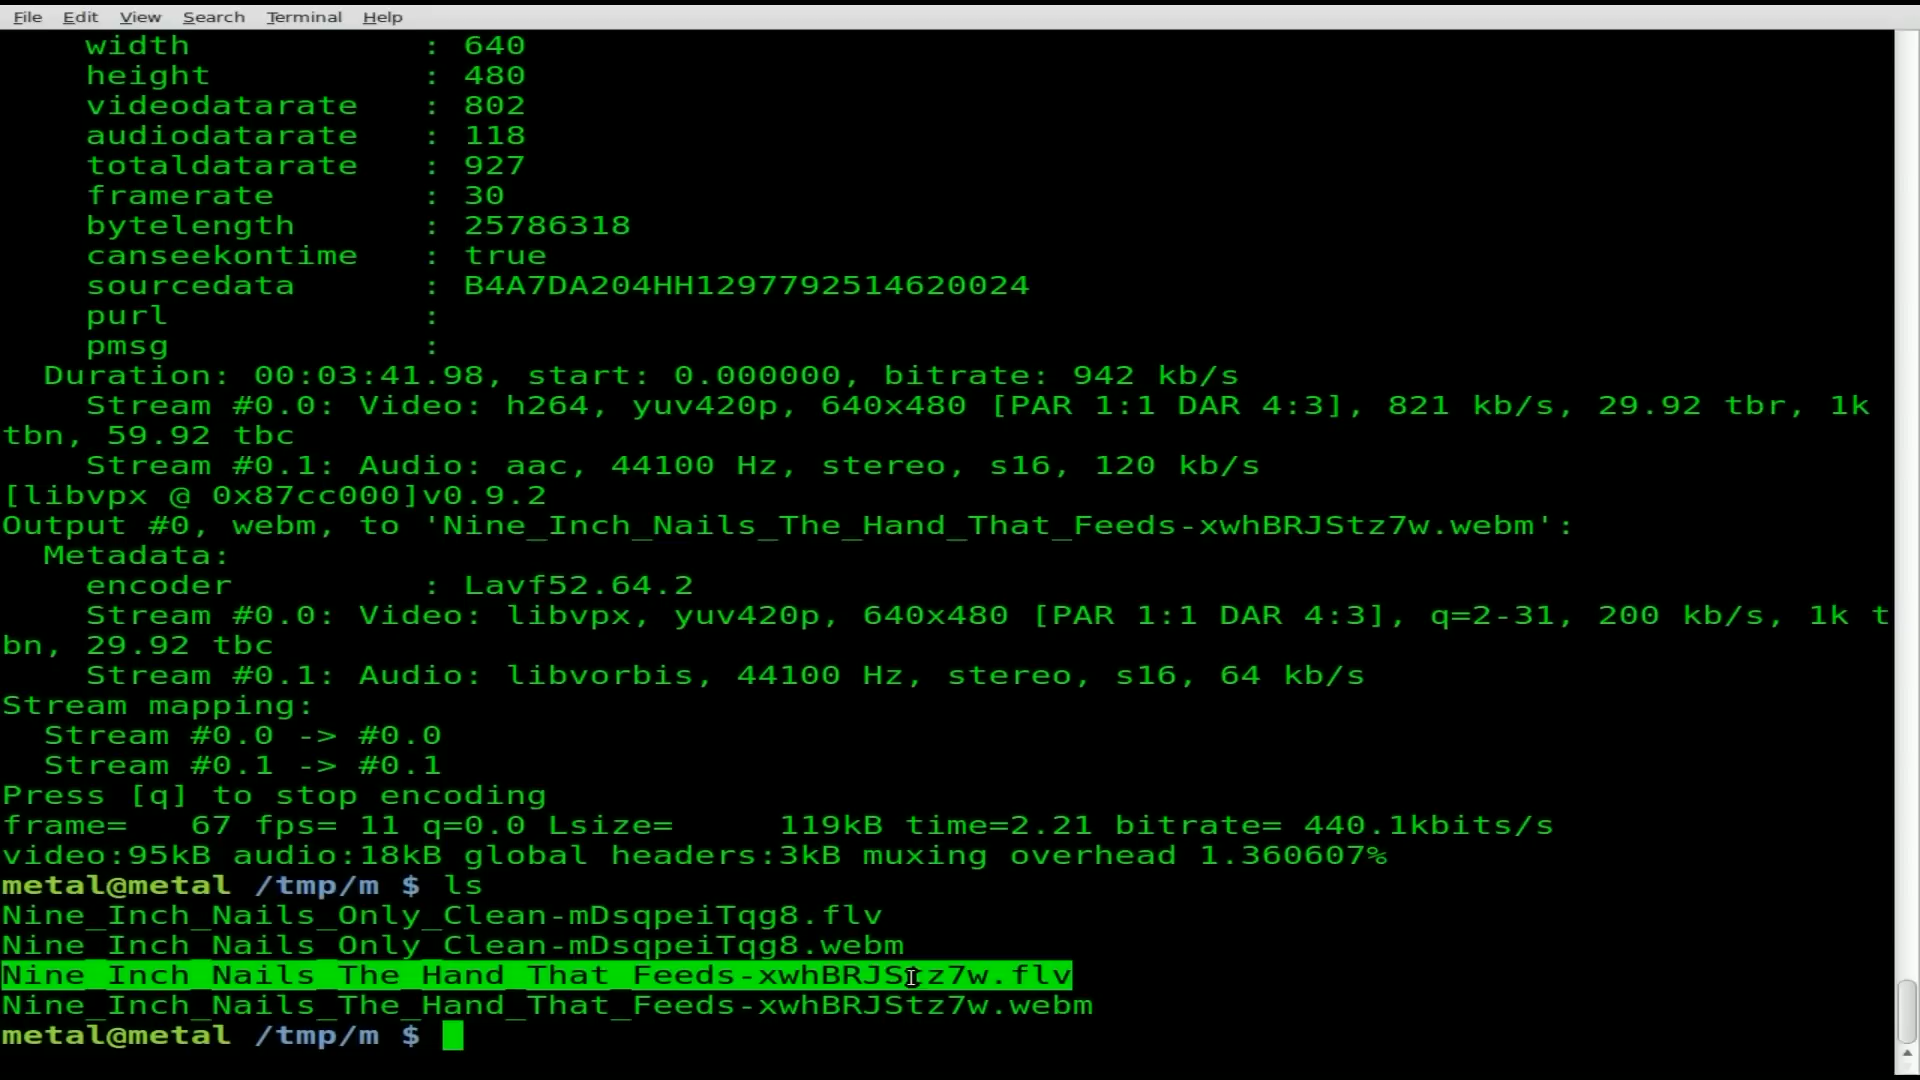 File Edit View Search Terminal Help
width : 640
height : 480
videodatarate : 802
audiodatarate : 118
totaldatarate : 927
framerate : 30
bytelength : 25786318
canseekontime : true
sourcedata : B4A7DA204HH1297792514620024
purl :
pmsg :
Duration: 00:03:41.98, start: 0.000000, bitrate: 942 kb/s
Stream #0.0: Video: h264, yuv420p, 640x480 [PAR 1:1 DAR 4:3], 821 kb/s, 29.92 tbr, 1k
tbn, 59.92 tbc
Stream #0.1: Audio: aac, 44100 Hz, stereo, s16, 120 kb/s
[libvpx @ 0x87cc000]v0.9.2
Output #0, webm, to 'Nine_Inch_Nails_The_Hand_That_Feeds-xwhBRJStz7w.webm':
Metadata:
encoder : Lavf52.64.2
Stream #0.0: Video: libvpx, yuv420p, 640x480 [PAR 1:1 DAR 4:3], q=2-31, 200 kb/s, 1k t
bn, 29.92 tbc
Stream #0.1: Audio: libvorbis, 44100 Hz, stereo, s16, 64 kb/s
Stream mapping:
Stream #0.0 -> #0.0
Stream #0.1 -> #0.1
Press [q] to stop encoding
frame= 67 fps= 11 q=0.0 Lsize= 119kB time=2.21 bitrate= 440.1kbits/s
video:95kB audio:18kB global headers:3kB muxing overhead 1.360607%
metal@metal /tmp/m $ ls
Nine_Inch_Nails_Only_Clean-mDsqpeiTqg8.flv
Nine_Inch_Nails_Only_Clean-mDsqpeiTqg8.webm
Nine_Inch_Nails_The_Hand_That_Feeds-xwhBRJStz7w.flv
Nine_Inch_Nails_The_Hand_That_Feeds-xwhBRJStz7w.webm
metal@metal /tmp/m $